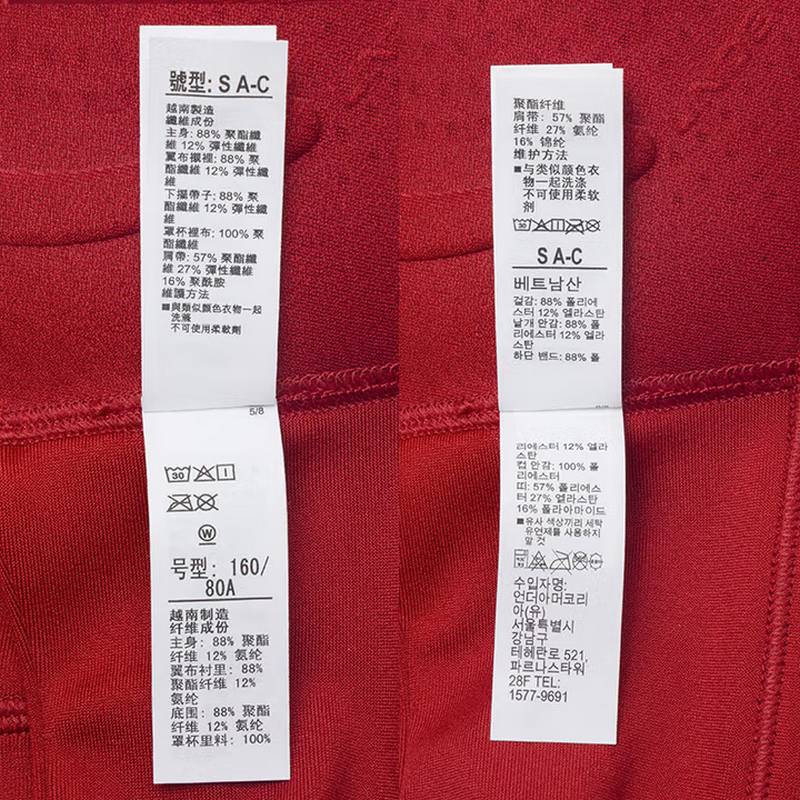 號型: S A-C
越南製造
纖維成份
主身: 88% 聚酯纖
維 12% 彈性纖維
翼布襯裡: 88% 聚
酯纖維 12% 彈性纖
維
下擺帶子: 88% 聚
酯纖維 12% 彈性纖
維
罩杯裡布: 100% 聚
酯纖維
肩帶: 57% 聚酯纖
維 27% 彈性纖維
16% 聚酰胺
維護方法
■與類似顏色衣物一起
洗滌
不可使用柔軟劑
5/8
30
W
号型: 160/
80A
越南制造
纤维成份
主身: 88% 聚酯
纤维 12% 氨纶
翼布衬里: 88%
聚酯纤维 12%
氨纶
底围: 88% 聚酯
纤维 12% 氨纶
罩杯里料: 100%
聚酯纤维
肩带: 57% 聚酯
纤维 27% 氨纶
16% 锦纶
维护方法
■与类似颜色衣
物一起洗涤
不可使用柔软
剂
30
S A-C
베트남산
겉감: 88% 폴리에
스터 12% 엘라스탄
날개 안감: 88% 폴
리에스터 12% 엘라스
탄
하단 밴드: 88% 폴
리에스터 12% 엘라
스탄
컵 안감: 100% 폴
리에스터
띠: 57% 폴리에스
터 27% 엘라스탄
16% 폴라아마이드
■유사 색상끼리 세탁
유연제를 사용하지
말 것
수입자명:
언더아머코리
아(유)
서울특별시
강남구
테헤란로 521,
파르나스타워
28F TEL:
1577-9691